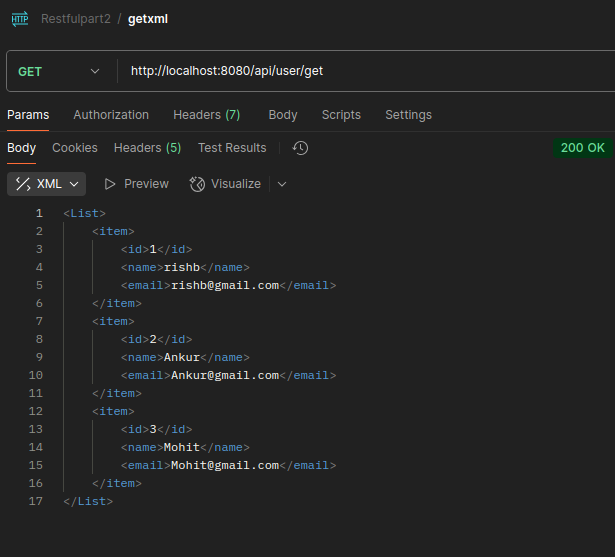 HTTP Restfulpart2 / getxml
GET http://localhost:8080/api/user/get
Params Authorization Headers (7) Body Scripts Settings
Body Cookies Headers (5) Test Results 200 OK
XML Preview Visualize
1 <List>
2 <item>
3 <id>1</id>
4 <name>rishb</name>
5 <email>rishb@gmail.com</email>
6 </item>
7 <item>
8 <id>2</id>
9 <name>Ankur</name>
10 <email>Ankur@gmail.com</email>
11 </item>
12 <item>
13 <id>3</id>
14 <name>Mohit</name>
15 <email>Mohit@gmail.com</email>
16 </item>
17 </List>